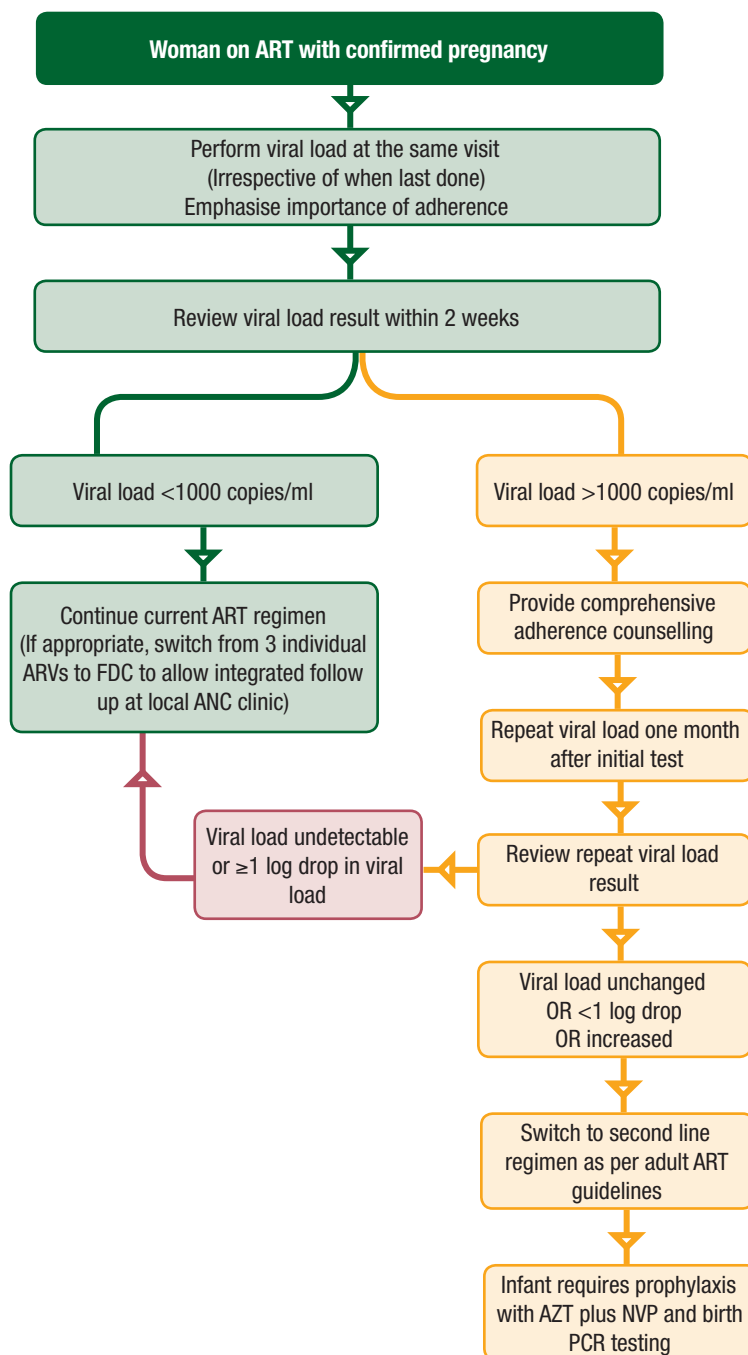 Woman on ART with confirmed pregnancy
Perform viral load at the same visit
(Irrespective of when last done)
Emphasise importance of adherence
Review viral load result within 2 weeks
Viral load <1000 copies/ml
Continue current ART regimen
(If appropriate, switch from 3 individual
ARVs to FDC to allow integrated follow
up at local ANC clinic)
Viral load >1000 copies/ml
Provide comprehensive
adherence counselling
Repeat viral load one month
after initial test
Review repeat viral load
result
Viral load undetectable
or ≥1 log drop in viral
load
Viral load unchanged
OR <1 log drop
OR increased
Switch to second line
regimen as per adult ART
guidelines
Infant requires prophylaxis
with AZT plus NVP and birth
PCR testing